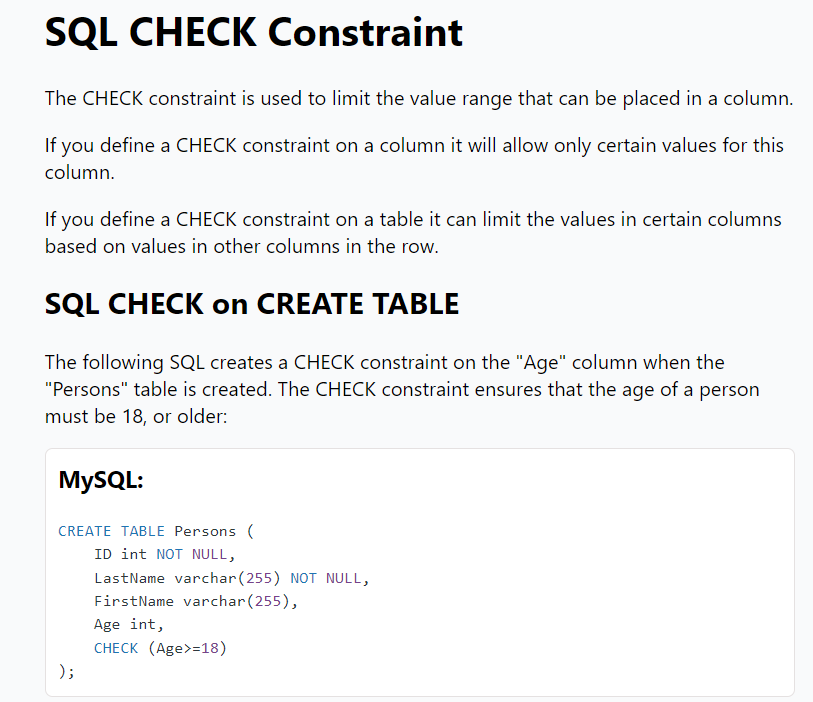 SQL CHECK Constraint
The CHECK constraint is used to limit the value range that can be placed in a column.
If you define a CHECK constraint on a column it will allow only certain values for this
column.
If you define a CHECK constraint on a table it can limit the values in certain columns
based on values in other columns in the row.
SQL CHECK on CREATE TABLE
The following SQL creates a CHECK constraint on the "Age" column when the
"Persons" table is created. The CHECK constraint ensures that the age of a person
must be 18, or older:
MySQL:
CREATE TABLE Persons (
    ID int NOT NULL,
    LastName varchar(255) NOT NULL,
    FirstName varchar(255),
    Age int,
    CHECK (Age>=18)
);